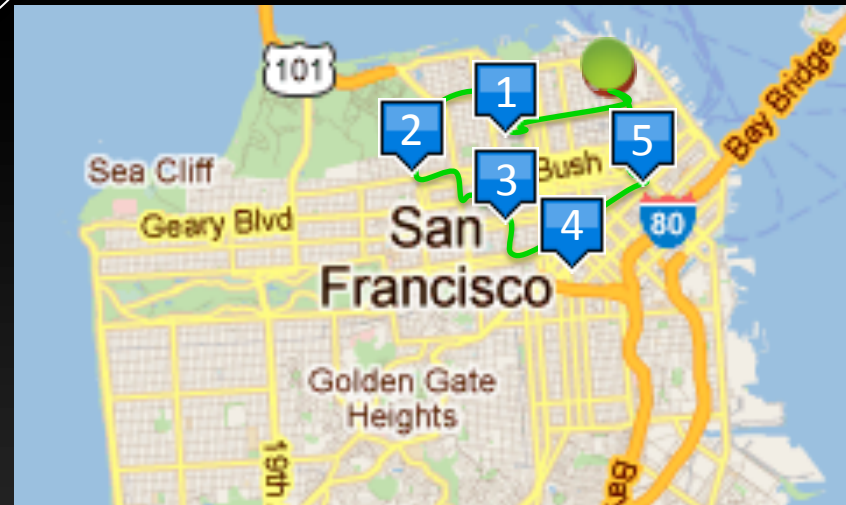 101
1
2
5
Bay Bridge
Sea Cliff
3
Bush
Geary Blvd
4
80
San
Francisco
Golden Gate
Heights
19th
Bay